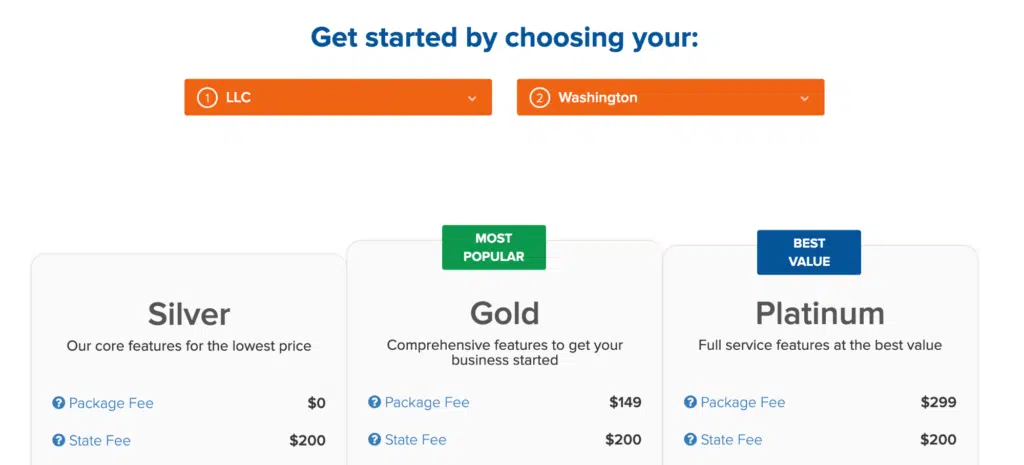 Get started by choosing your:
1 LLC
2 Washington
Silver
Our core features for the lowest price
? Package Fee $0
? State Fee $200
MOST
POPULAR
Gold
Comprehensive features to get your
business started
? Package Fee $149
? State Fee $200
BEST
VALUE
Platinum
Full service features at the best value
? Package Fee $299
? State Fee $200